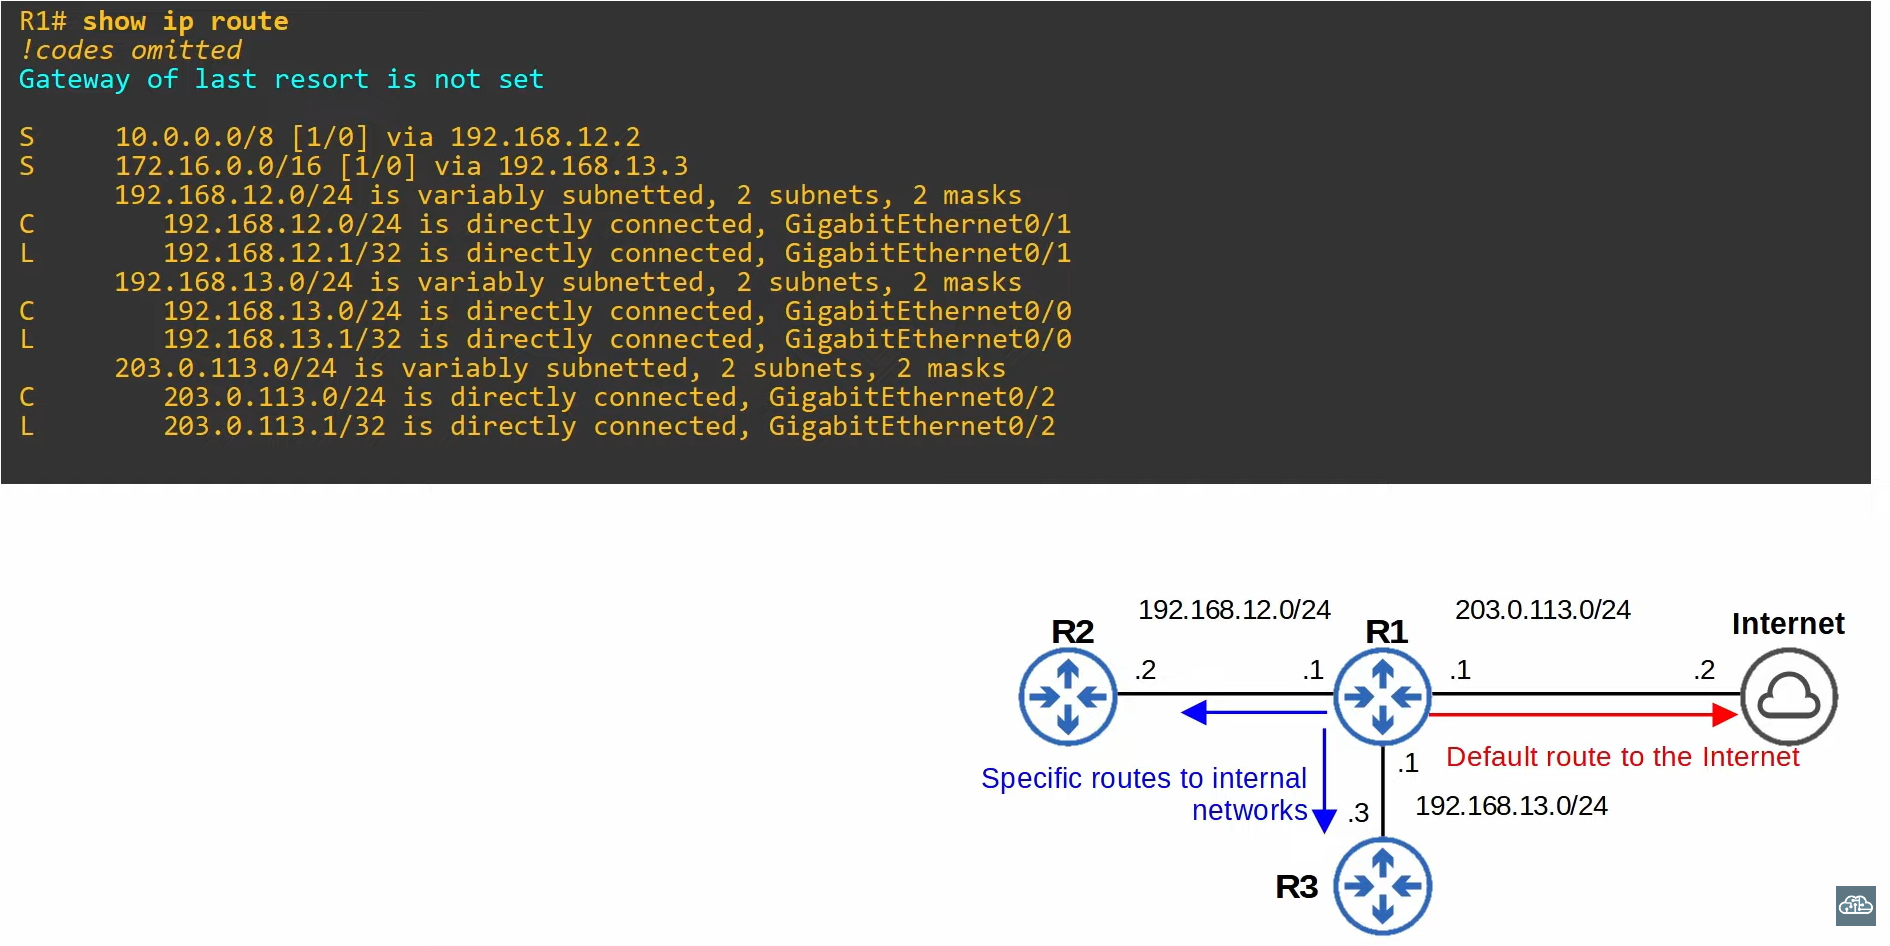 R1# show ip route
!codes omitted
Gateway of last resort is not set
S 10.0.0.0/8 [1/0] via 192.168.12.2
S 172.16.0.0/16 [1/0] via 192.168.13.3
192.168.12.0/24 is variably subnetted, 2 subnets, 2 masks
C 192.168.12.0/24 is directly connected, GigabitEthernet0/1
L 192.168.12.1/32 is directly connected, GigabitEthernet0/1
192.168.13.0/24 is variably subnetted, 2 subnets, 2 masks
C 192.168.13.0/24 is directly connected, GigabitEthernet0/0
L 192.168.13.1/32 is directly connected, GigabitEthernet0/0
203.0.113.0/24 is variably subnetted, 2 subnets, 2 masks
C 203.0.113.0/24 is directly connected, GigabitEthernet0/2
L 203.0.113.1/32 is directly connected, GigabitEthernet0/2
192.168.12.0/24
203.0.113.0/24
Internet
R2
R1
.2
.1
.1
.2
Default route to the Internet
.1
Specific routes to internal
networks
192.168.13.0/24
.3
R3